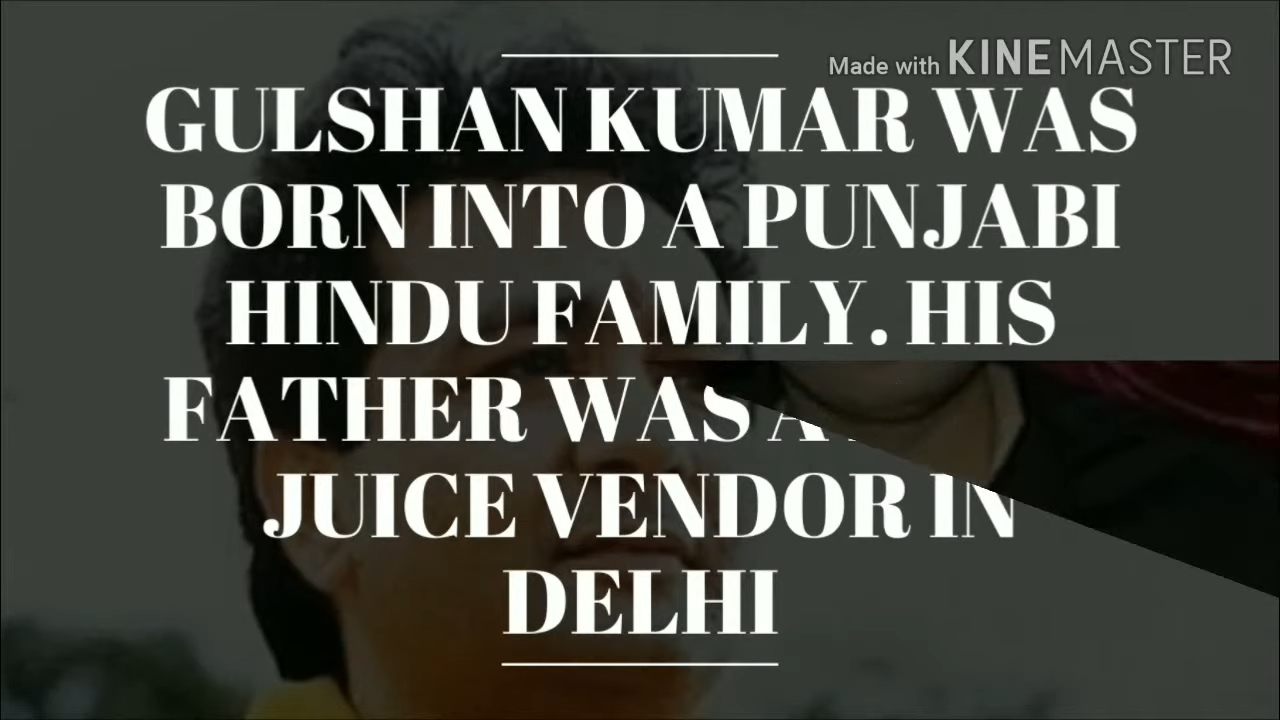 Made with KINEMASTER
GULSHAN KUMAR WAS
BORN INTO A PUNJABI
HINDU FAMILY. HIS
FATHER WAS A
JUICE VENDOR IN
DELHI